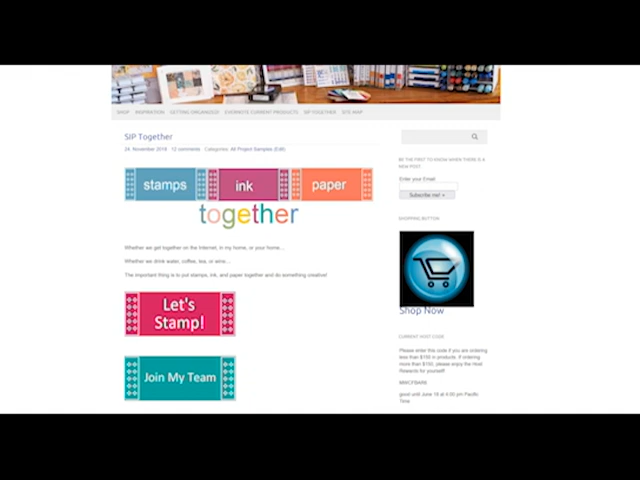 SHOP INSPIRATION GETTING ORGANIZED EVERNOTE CURRENT PRODUCTS SIP TOGETHER SITE MAP
SIP Together
24. November 2014 12 comments Categories: All Project Samples (Edit)
stamps ink paper
together
Whether we get together on the Internet, in my home, or your home...
Whether we drink water, coffee, tea, or wine...
The important thing is to put stamps, ink, and paper together and do something creative!
Let's
Stamp!
Join My Team
BE THE FIRST TO KNOW WHEN THERE IS A
NEW POST
Enter your Email:
Subscribe me! »
SHOPPING BUTTON
Shop Now
CURRENT HOST CODE
Please enter this code if you are ordering
less than $150 in products. If ordering
more than $150, please enjoy the Host
Rewards for yourself!
good until June 18 at 4:00 pm Pacific
Time